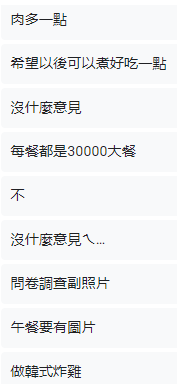 肉多一點
希望以後可以煮好吃一點
沒什麼意見
每餐都是30000大餐
不
沒什麼意見ㄟ...
問卷調查副照片
午餐要有圖片
做韓式炸雞